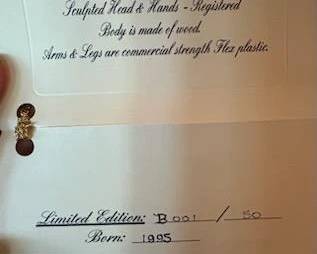 Sculpted Head & Hands - Registered
Body is made of wood.
Arms & Legs are commercial strength Flex plastic.
Limited Edition: B 001 / 50
Born: 1995